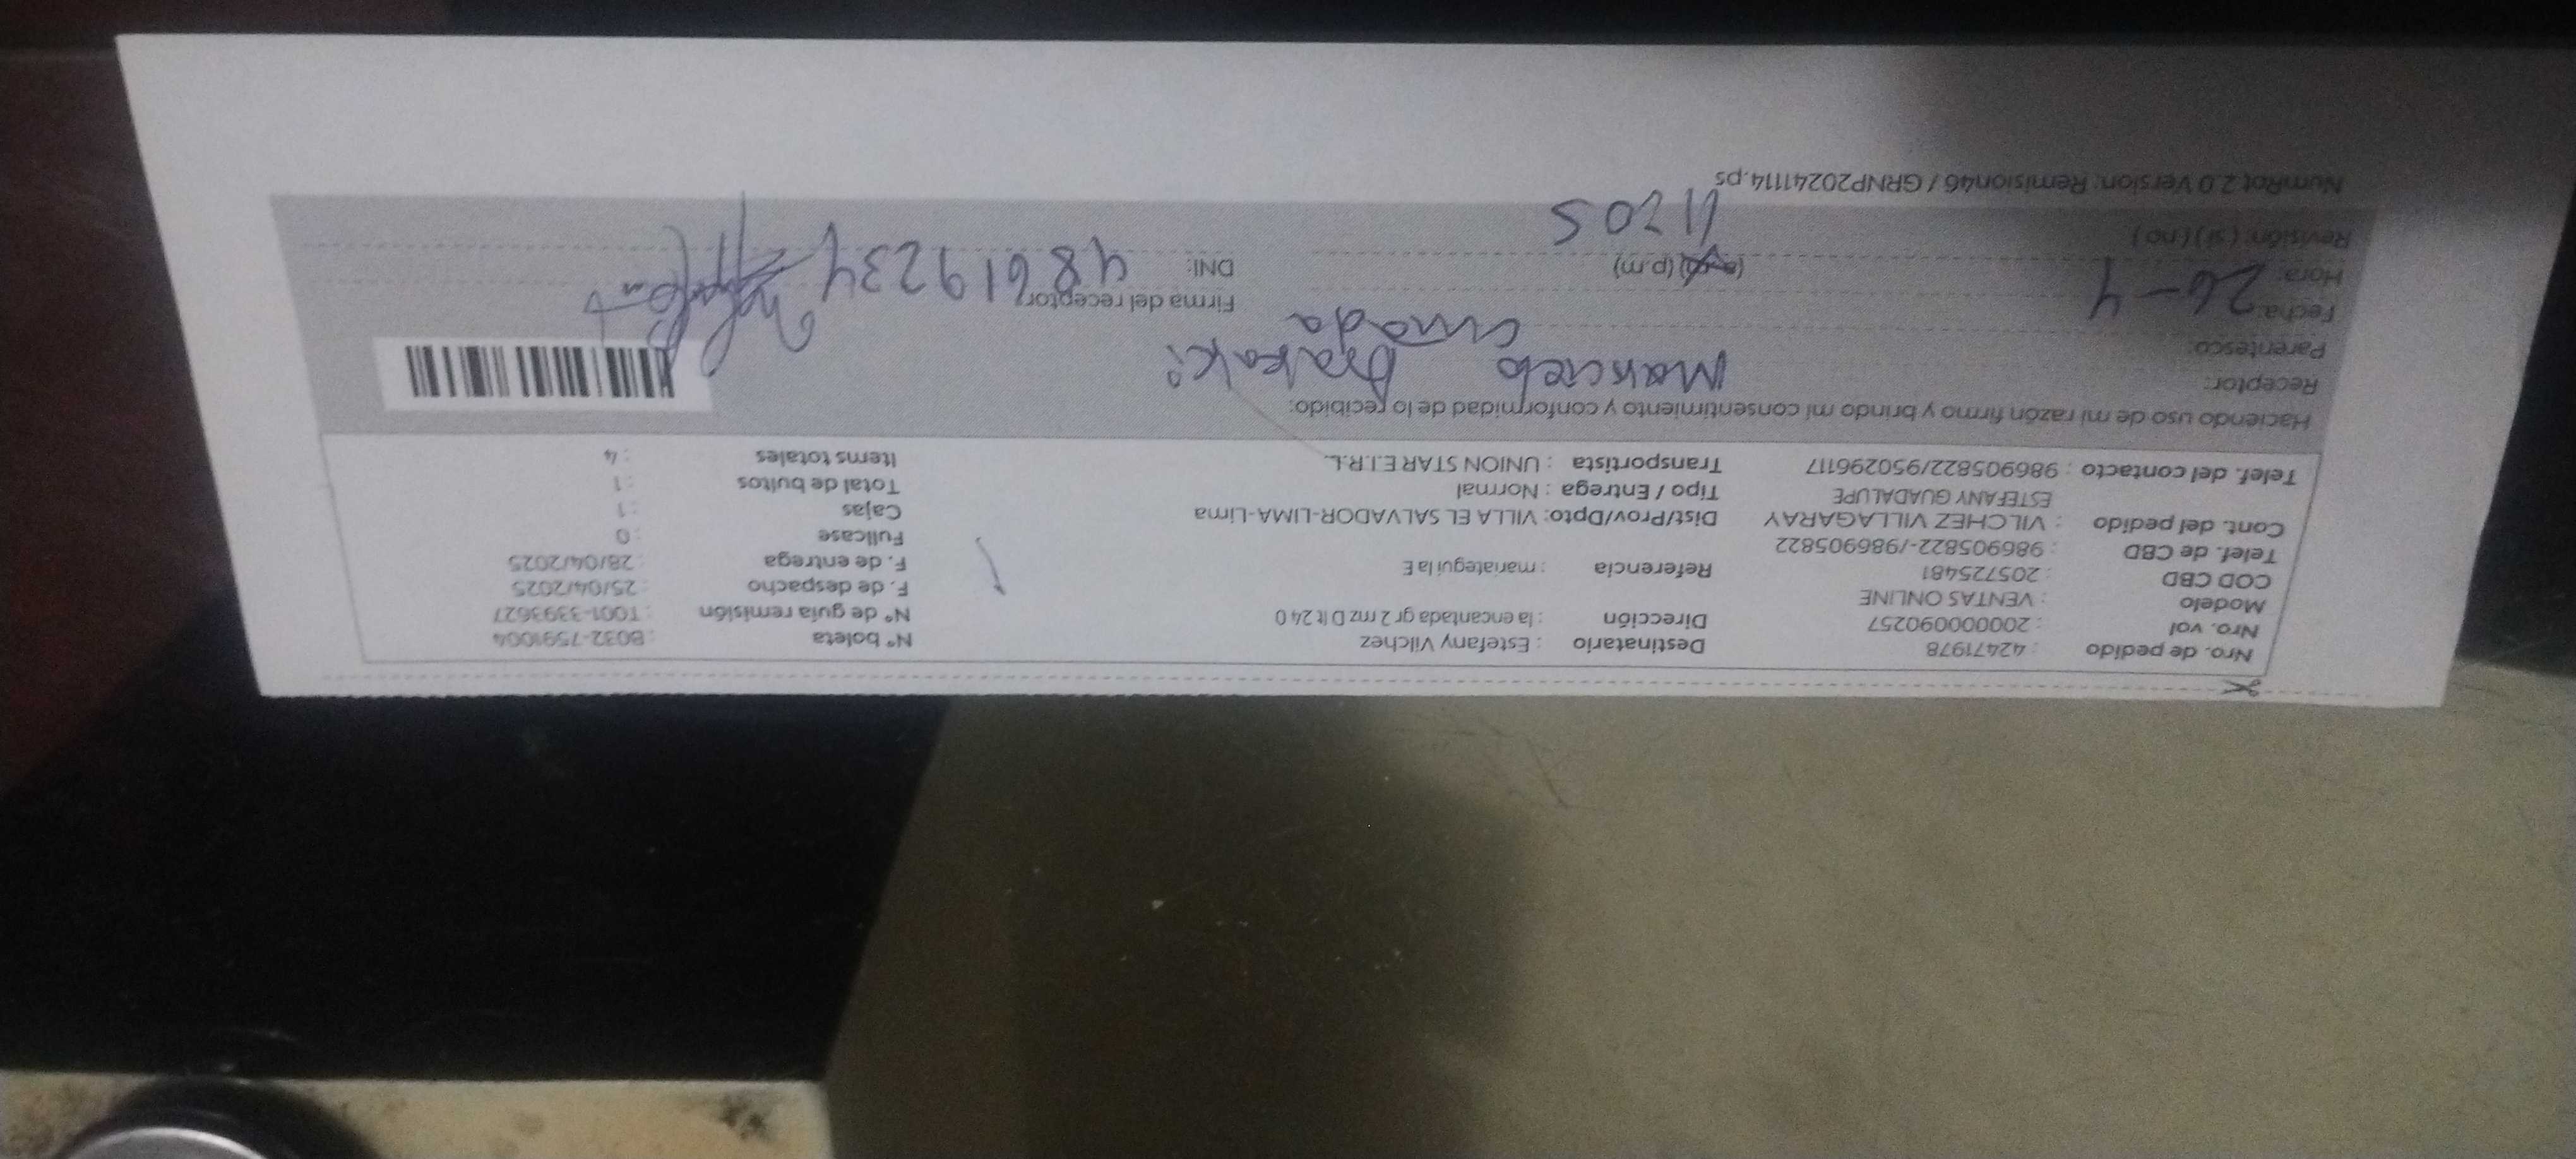 Nro. de pedido : 42471978
Nro. vol : 200000090257
Modelo : VENTAS ONLINE
COD CBD : 205725481
Telef. de CBD : 986905822-/986905822
Cont. del pedido : VILCHEZ VILLAGARAY
ESTEFANY GUADALUPE
Telef. del contacto : 986905822/950296117
Destinatario : Estefany Vilchez
Dirección : la encantada gr 2 mz D lt 24 0
Referencia : mariategui la E
Dist/Prov/Dpto: VILLA EL SALVADOR-LIMA-Lima
Tipo / Entrega : Normal
Transportista : UNION STAR E.I.R.L.
N° boleta : B032-7591004
N° de guía remisión : T001-3393627
F. de despacho : 25/04/2025
F. de entrega : 28/04/2025
Fullcase : 0
Cajas : 1
Total de bultos : 1
Items totales : 4
Haciendo uso de mi razón firmo y brindo mi consentimiento y conformidad de lo recibido:
Receptor:
Parentesco: cuñada
Fecha: 26-4
Hora: (a.m) (p.m)
Revisión: ( si ) ( no )
Firma del receptor
DNI: 48619234
NumRot 2.0 Version: Remision46 / GRNP20241114.ps